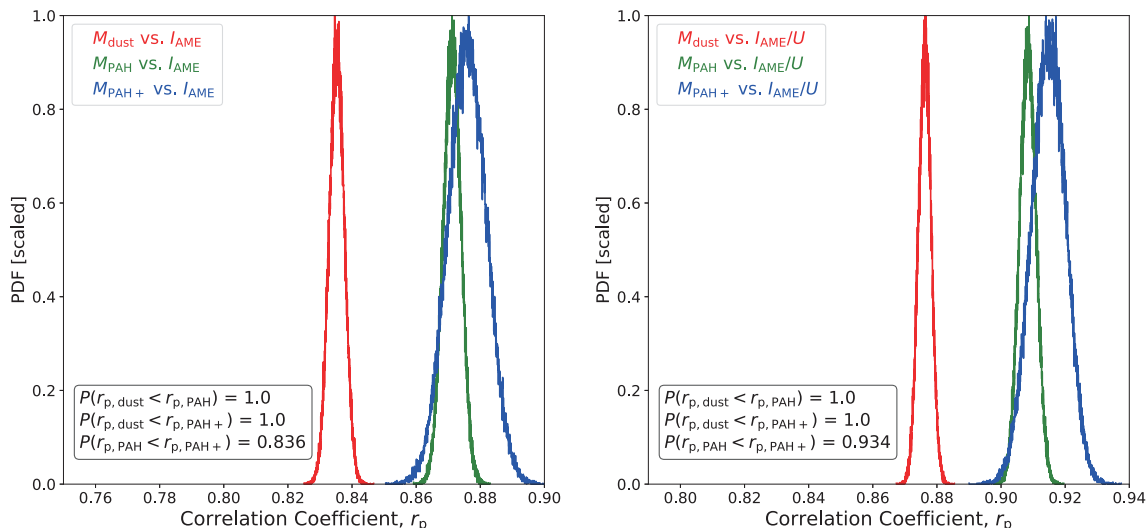 M_dust vs. I_AME
M_PAH vs. I_AME
M_PAH+ vs. I_AME
PDF [scaled]
1.0
0.8
0.6
0.4
0.2
0.0
P(r_p,dust < r_p,PAH) = 1.0
P(r_p,dust < r_p,PAH+) = 1.0
P(r_p,PAH < r_p,PAH+) = 0.836
0.76 0.78 0.80 0.82 0.84 0.86 0.88 0.90
Correlation Coefficient, r_p
M_dust vs. I_AME/U
M_PAH vs. I_AME/U
M_PAH+ vs. I_AME/U
PDF [scaled]
1.0
0.8
0.6
0.4
0.2
0.0
P(r_p,dust < r_p,PAH) = 1.0
P(r_p,dust < r_p,PAH+) = 1.0
P(r_p,PAH < r_p,PAH+) = 0.934
0.80 0.82 0.84 0.86 0.88 0.90 0.92 0.94
Correlation Coefficient, r_p